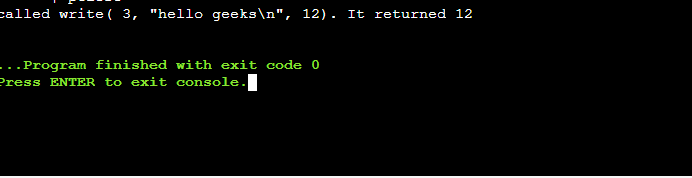 called write( 3, "hello geeks\n", 12). It returned 12
...Program finished with exit code 0
Press ENTER to exit console.